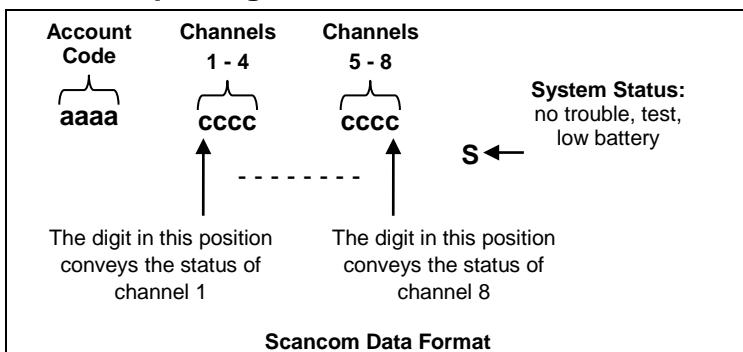 Account
Code
Channels
1 - 4
Channels
5 - 8
System Status:
no trouble, test,
low battery
aaaa
cccc
cccc
S
- - - - - - - -
The digit in this position
conveys the status of
channel 1
The digit in this position
conveys the status of
channel 8
Scancom Data Format